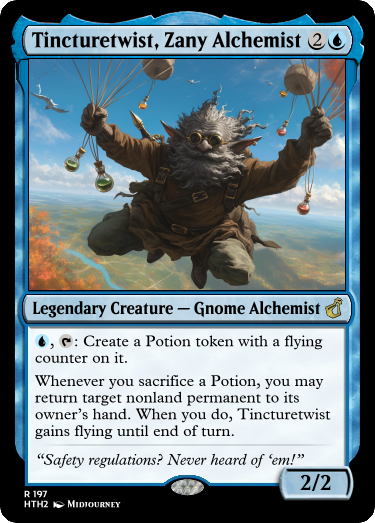 Tincturetwist, Zany Alchemist 2
Legendary Creature — Gnome Alchemist
, : Create a Potion token with a flying
counter on it.
Whenever you sacrifice a Potion, you may
return target nonland permanent to its
owner's hand. When you do, Tincturetwist
gains flying until end of turn.
“Safety regulations? Never heard of ‘em!”
2/2
R 197
HTH2 Midjourney